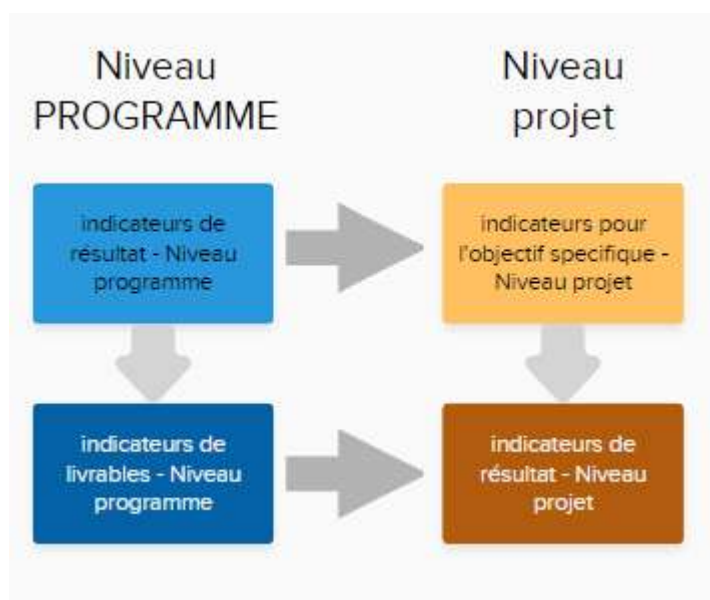 Niveau
PROGRAMME
Niveau
projet
indicateurs de
résultat - Niveau
programme
indicateurs pour
l'objectif specifique -
Niveau projet
indicateurs de
livrables - Niveau
programme
indicateurs de
résultat - Niveau
projet